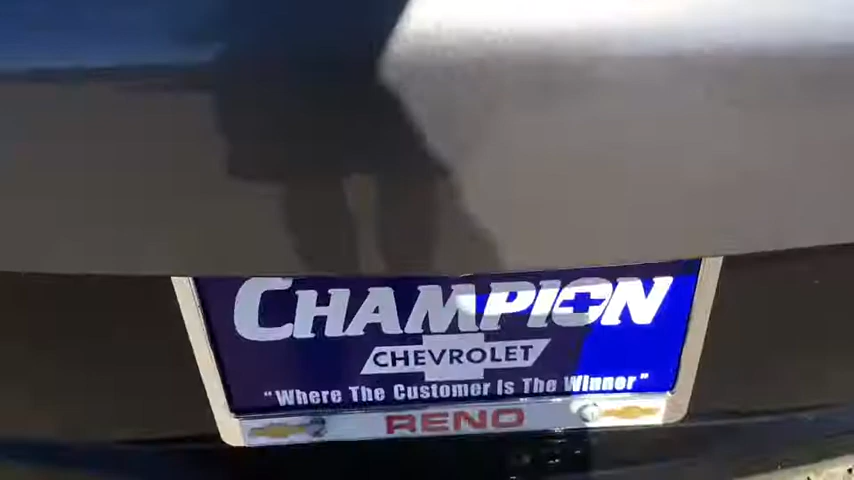 CHAMPION
CHEVROLET
"Where The Customer Is The Winner"
RENO